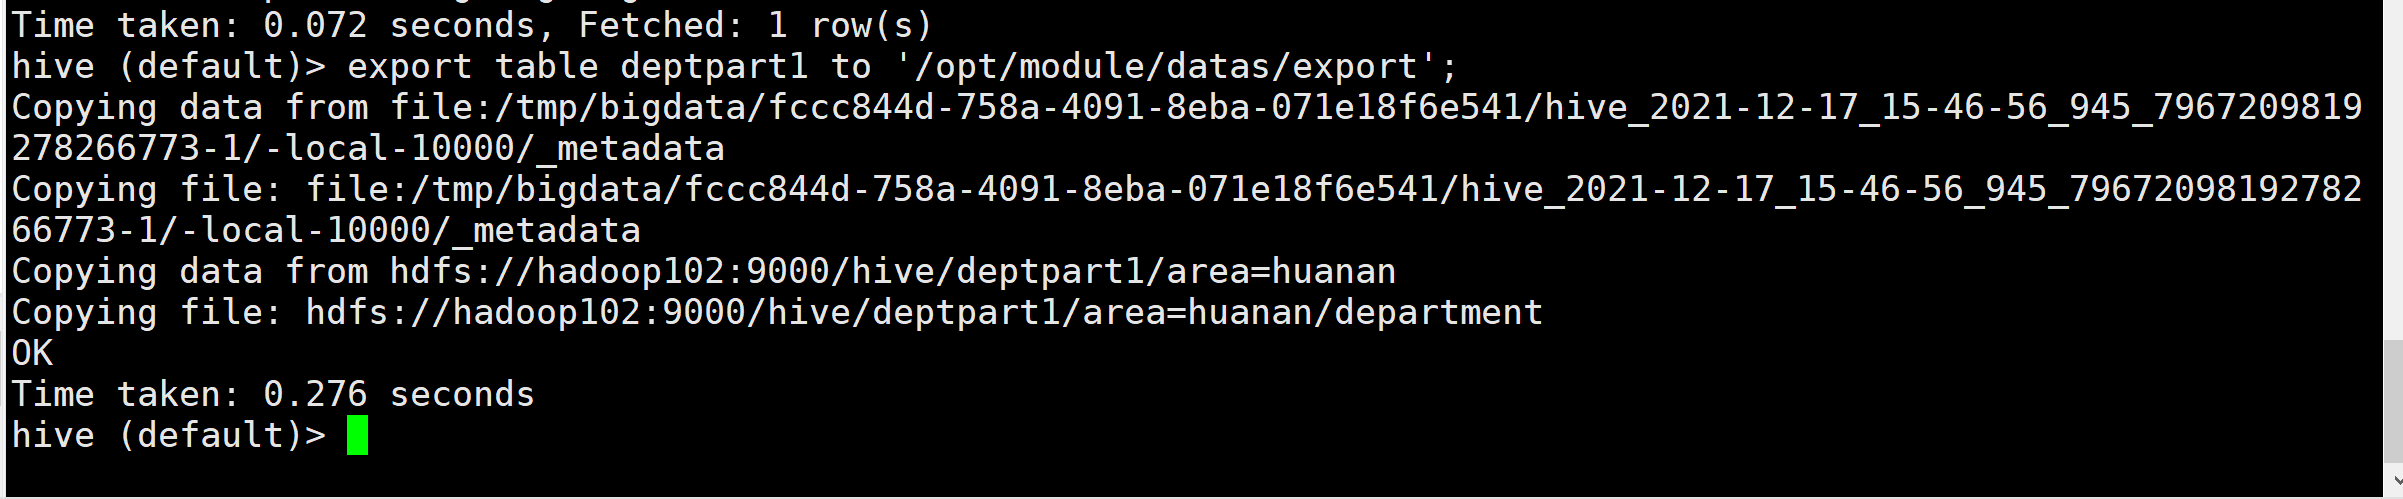 Time taken: 0.072 seconds, Fetched: 1 row(s)
hive (default)> export table deptpart1 to '/opt/module/datas/export';
Copying data from file:/tmp/bigdata/fccc844d-758a-4091-8eba-071e18f6e541/hive_2021-12-17_15-46-56_945_7967209819
278266773-1/-local-10000/_metadata
Copying file: file:/tmp/bigdata/fccc844d-758a-4091-8eba-071e18f6e541/hive_2021-12-17_15-46-56_945_79672098192782
66773-1/-local-10000/_metadata
Copying data from hdfs://hadoop102:9000/hive/deptpart1/area=huanan
Copying file: hdfs://hadoop102:9000/hive/deptpart1/area=huanan/department
OK
Time taken: 0.276 seconds
hive (default)>